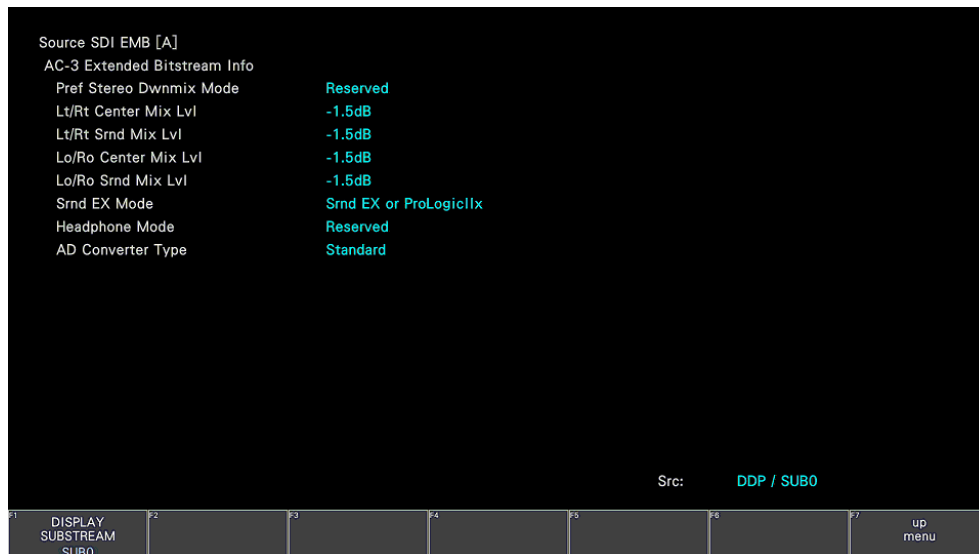 Source SDI EMB [A]
AC-3 Extended Bitstream Info
Pref Stereo Dwnmix Mode Reserved
Lt/Rt Center Mix Lvl -1.5dB
Lt/Rt Srnd Mix Lvl -1.5dB
Lo/Ro Center Mix Lvl -1.5dB
Lo/Ro Srnd Mix Lvl -1.5dB
Srnd EX Mode Srnd EX or ProLogicIIx
Headphone Mode Reserved
AD Converter Type Standard
Src: DDP / SUB0
F1 DISPLAY SUBSTREAM SUB0
F2
F3
F4
F5
F6
F7 up menu